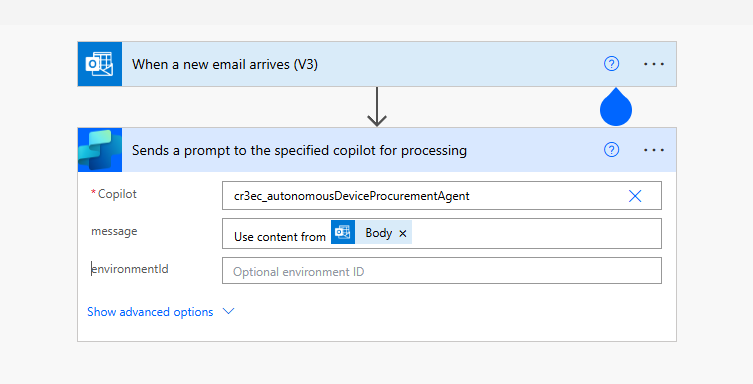 When a new email arrives (V3)
Sends a prompt to the specified copilot for processing
*Copilot
cr3ec_autonomousDeviceProcurementAgent
message
Use content from Body ×
environmentId
Optional environment ID
Show advanced options